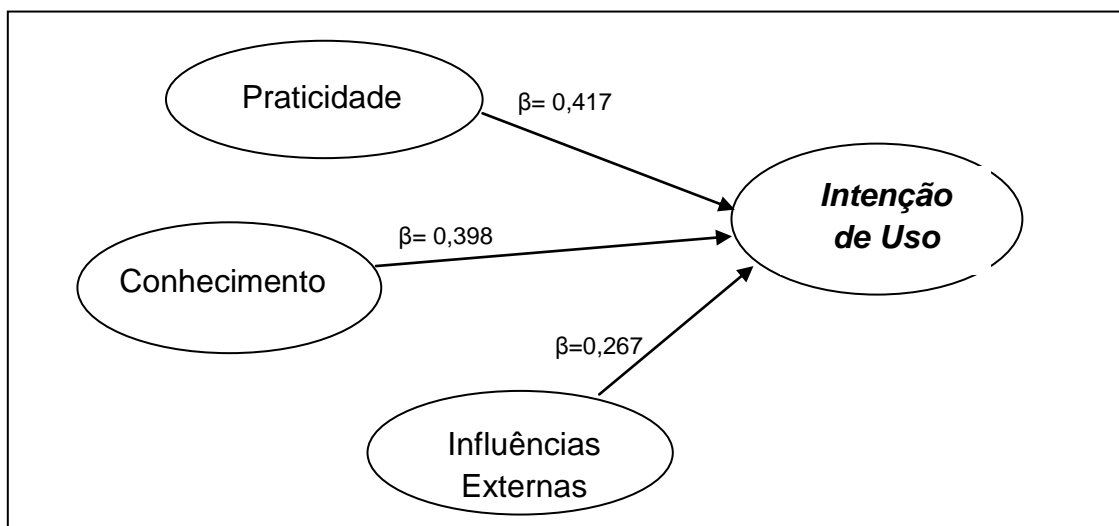 Praticidade
β= 0,417
Intenção
de Uso
β= 0,398
Conhecimento
β=0,267
Influências
Externas